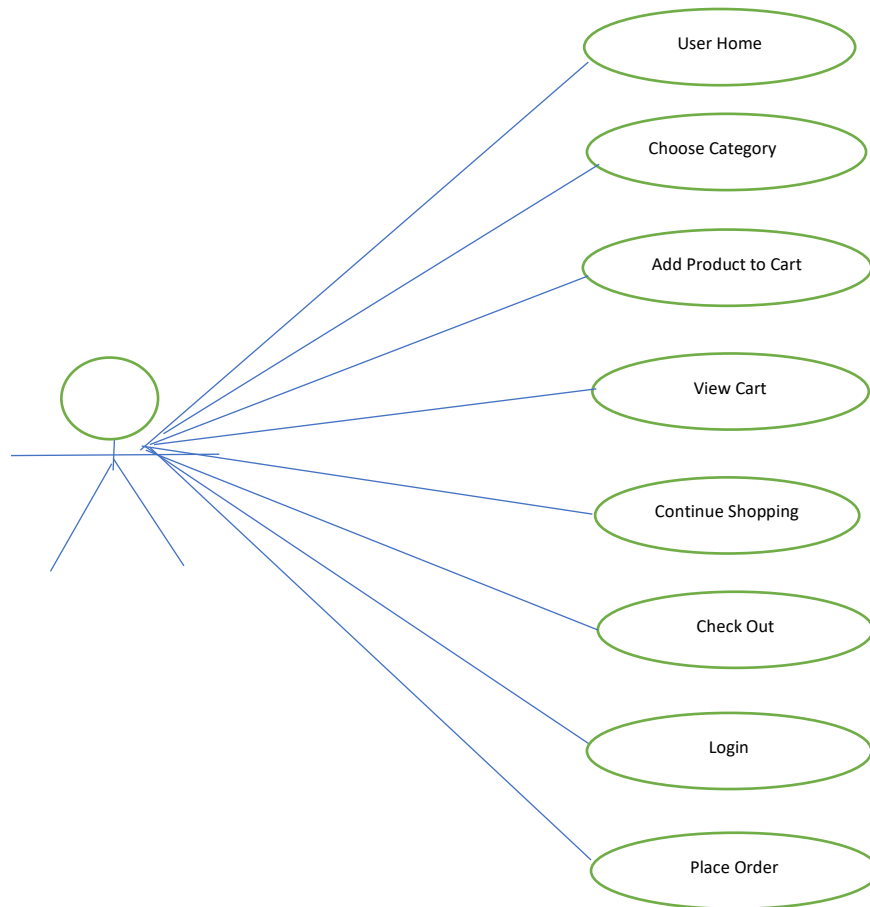 User Home
Choose Category
Add Product to Cart
View Cart
Continue Shopping
Check Out
Login
Place Order